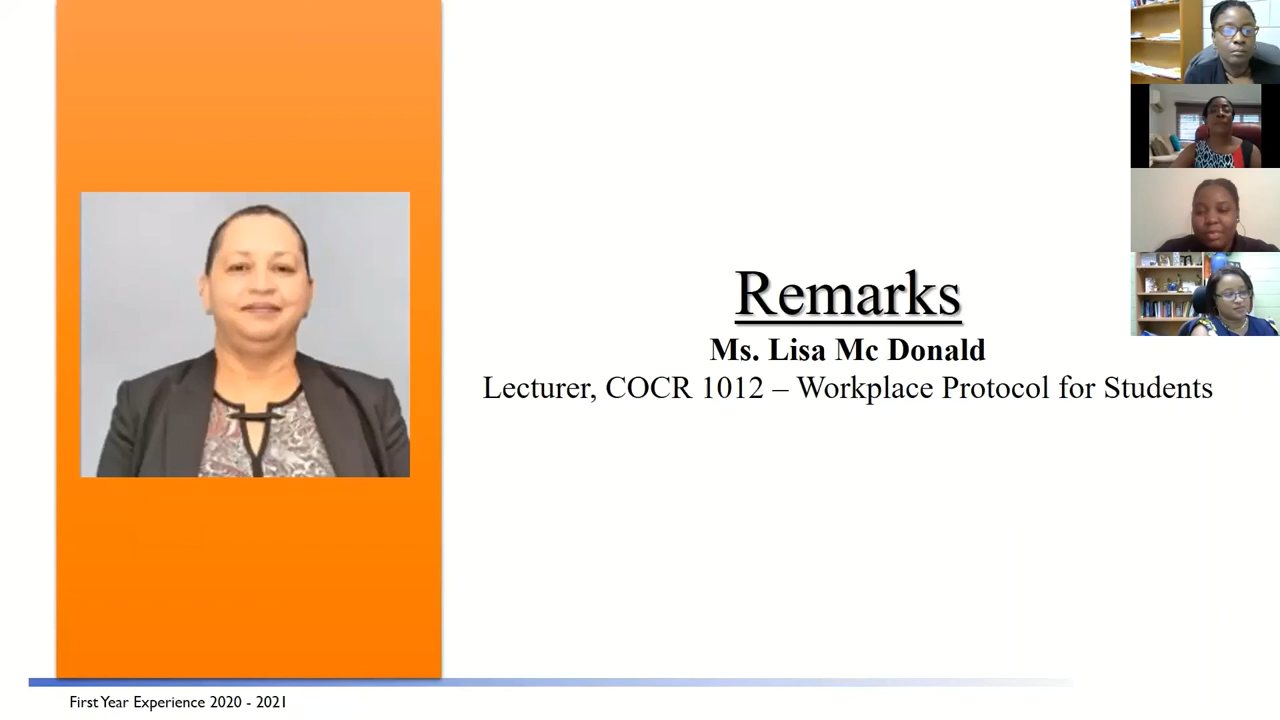 Remarks
Ms. Lisa Mc Donald
Lecturer, COCR 1012 – Workplace Protocol for Students
First Year Experience 2020 - 2021